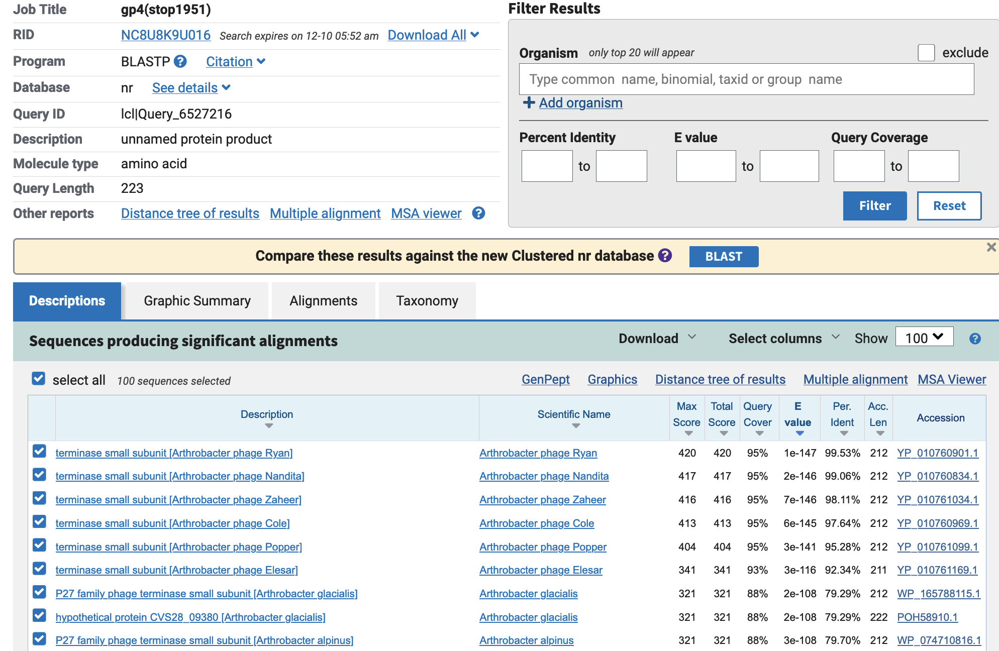 Job Title gp4(stop1951)
RID NC8U8K9U016 Search expires on 12-10 05:52 am Download All
Program BLASTP ? Citation
Database nr See details
Query ID lcl|Query_6527216
Description unnamed protein product
Molecule type amino acid
Query Length 223
Other reports Distance tree of results Multiple alignment MSA viewer ?
Filter Results
Organism only top 20 will appear exclude
Type common name, binomial, taxid or group name
+ Add organism
Percent Identity E value Query Coverage
to to to
Filter Reset
Compare these results against the new Clustered nr database ? BLAST ×
Descriptions Graphic Summary Alignments Taxonomy
Sequences producing significant alignments Download Select columns Show 100 ?
select all 100 sequences selected GenPept Graphics Distance tree of results Multiple alignment MSA Viewer
Description Scientific Name Max Score Total Score Query Cover E value Per. Ident Acc. Len Accession
terminase small subunit [Arthrobacter phage Ryan] Arthrobacter phage Ryan 420 420 95% 1e-147 99.53% 212 YP_010760901.1
terminase small subunit [Arthrobacter phage Nandita] Arthrobacter phage Nandita 417 417 95% 2e-146 99.06% 212 YP_010760834.1
terminase small subunit [Arthrobacter phage Zaheer] Arthrobacter phage Zaheer 416 416 95% 7e-146 98.11% 212 YP_010761034.1
terminase small subunit [Arthrobacter phage Cole] Arthrobacter phage Cole 413 413 95% 6e-145 97.64% 212 YP_010760969.1
terminase small subunit [Arthrobacter phage Popper] Arthrobacter phage Popper 404 404 95% 3e-141 95.28% 212 YP_010761099.1
terminase small subunit [Arthrobacter phage Elesar] Arthrobacter phage Elesar 341 341 93% 3e-116 92.34% 211 YP_010761169.1
P27 family phage terminase small subunit [Arthrobacter glacialis] Arthrobacter glacialis 321 321 88% 2e-108 79.29% 212 WP_165788115.1
hypothetical protein CVS28_09380 [Arthrobacter glacialis] Arthrobacter glacialis 321 321 88% 2e-108 79.29% 222 POH58910.1
P27 family phage terminase small subunit [Arthrobacter alpinus] Arthrobacter alpinus 321 321 88% 3e-108 79.70% 212 WP_074710816.1